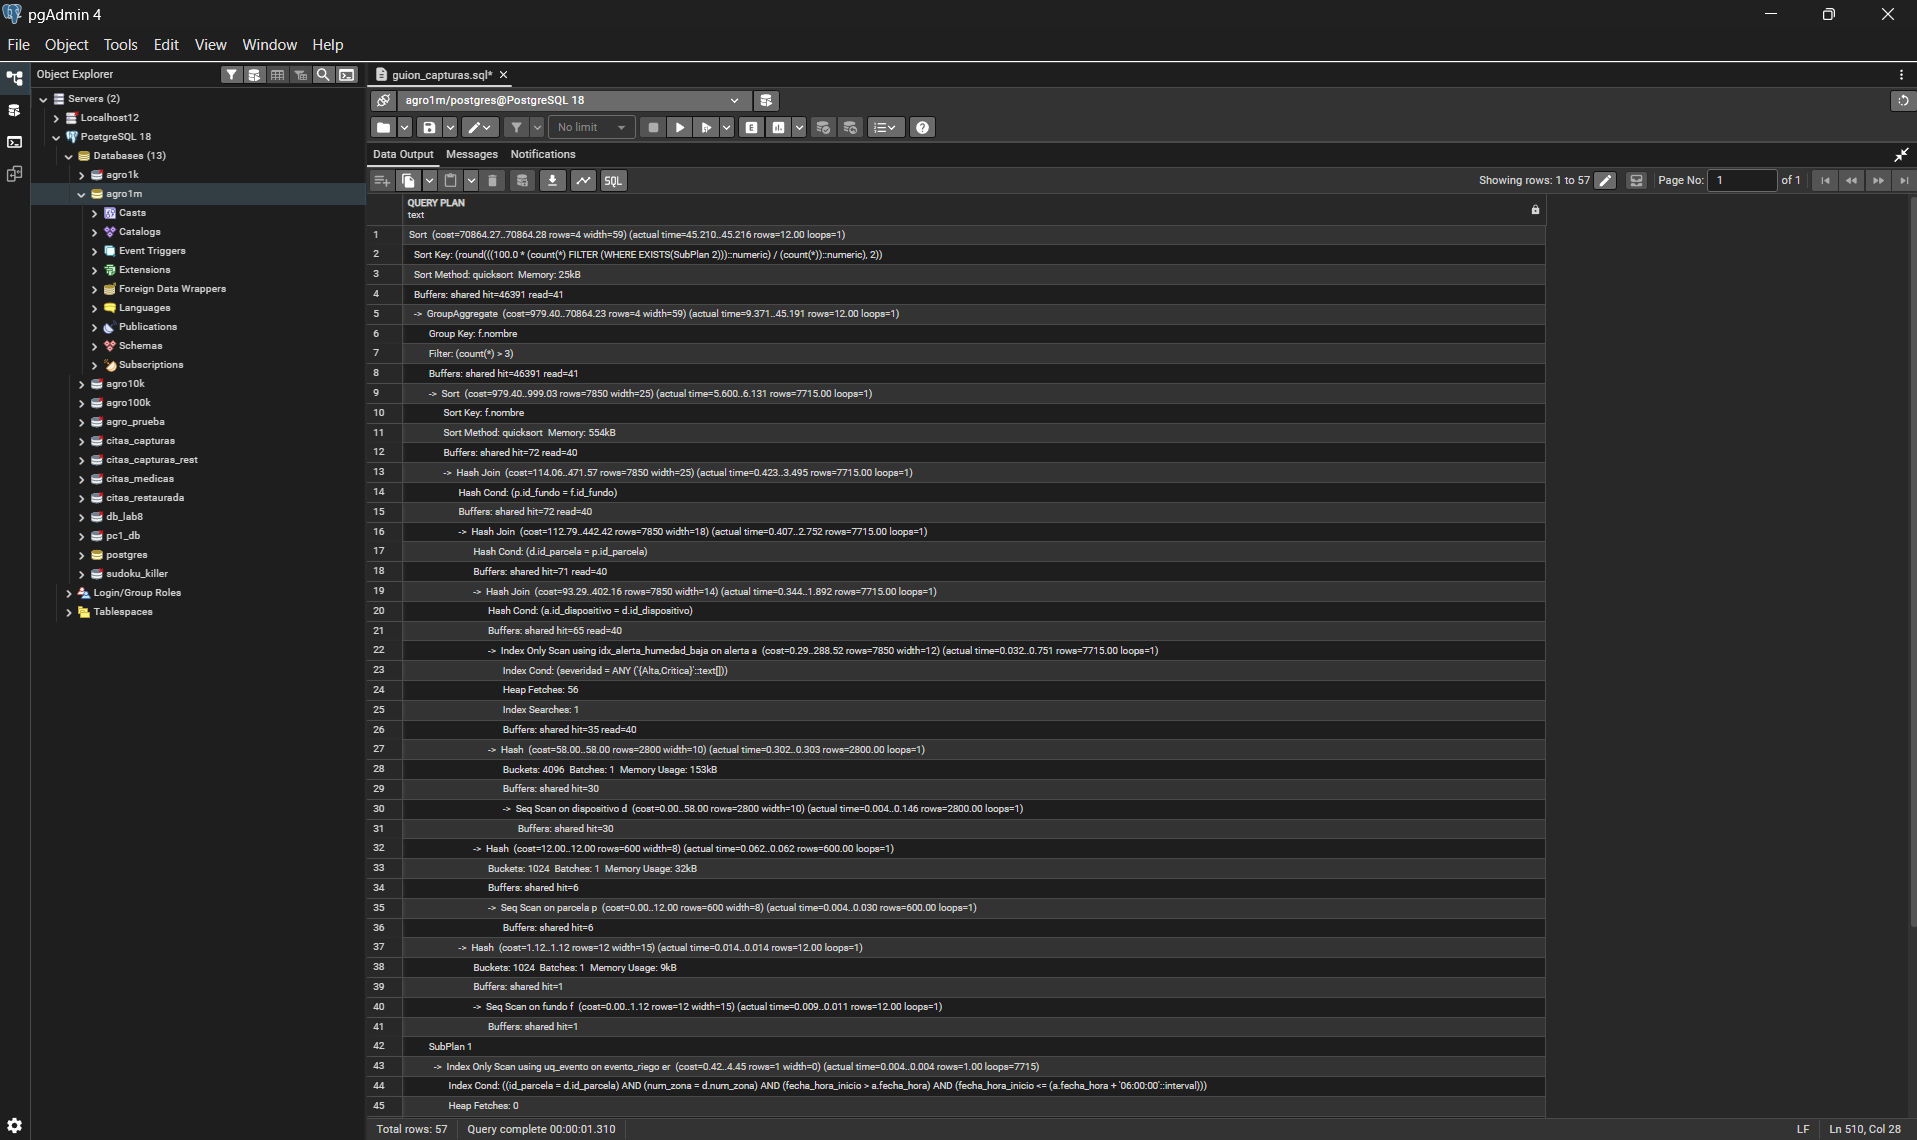 pgAdmin 4
File Object Tools Edit View Window Help
Object Explorer
Servers (2)
Localhost12
PostgreSQL 18
Databases (13)
agro1k
agro1m
Casts
Catalogs
Event Triggers
Extensions
Foreign Data Wrappers
Languages
Publications
Schemas
Subscriptions
agro10k
agro100k
agro_prueba
citas_capturas
citas_capturas_rest
citas_medicas
citas_restaurada
db_lab8
pc1_db
postgres
sudoku_killer
Login/Group Roles
Tablespaces
guion_capturas.sql*
agro1m/postgres@PostgreSQL 18
No limit
E
Data Output Messages Notifications
SQL
Showing rows: 1 to 57
Page No: 1 of 1
QUERY PLAN
text
1 Sort (cost=70864.27..70864.28 rows=4 width=59) (actual time=45.210..45.216 rows=12.00 loops=1)
2 Sort Key: (round(((100.0 * (count(*) FILTER (WHERE EXISTS(SubPlan 2)))::numeric) / (count(*))::numeric), 2))
3 Sort Method: quicksort Memory: 25kB
4 Buffers: shared hit=46391 read=41
5 -> GroupAggregate (cost=979.40..70864.23 rows=4 width=59) (actual time=9.371..45.191 rows=12.00 loops=1)
6 Group Key: f.nombre
7 Filter: (count(*) > 3)
8 Buffers: shared hit=46391 read=41
9 -> Sort (cost=979.40..999.03 rows=7850 width=25) (actual time=5.600..6.131 rows=7715.00 loops=1)
10 Sort Key: f.nombre
11 Sort Method: quicksort Memory: 554kB
12 Buffers: shared hit=72 read=40
13 -> Hash Join (cost=114.06..471.57 rows=7850 width=25) (actual time=0.423..3.495 rows=7715.00 loops=1)
14 Hash Cond: (p.id_fundo = f.id_fundo)
15 Buffers: shared hit=72 read=40
16 -> Hash Join (cost=112.79..442.42 rows=7850 width=18) (actual time=0.407..2.752 rows=7715.00 loops=1)
17 Hash Cond: (d.id_parcela = p.id_parcela)
18 Buffers: shared hit=71 read=40
19 -> Hash Join (cost=93.29..402.16 rows=7850 width=14) (actual time=0.344..1.892 rows=7715.00 loops=1)
20 Hash Cond: (a.id_dispositivo = d.id_dispositivo)
21 Buffers: shared hit=65 read=40
22 -> Index Only Scan using idx_alerta_humedad_baja on alerta a (cost=0.29..288.52 rows=7850 width=12) (actual time=0.032..0.751 rows=7715.00 loops=1)
23 Index Cond: (severidad = ANY ('{Alta,Critica}'::text[]))
24 Heap Fetches: 56
25 Index Searches: 1
26 Buffers: shared hit=35 read=40
27 -> Hash (cost=58.00..58.00 rows=2800 width=10) (actual time=0.302..0.303 rows=2800.00 loops=1)
28 Buckets: 4096 Batches: 1 Memory Usage: 153kB
29 Buffers: shared hit=30
30 -> Seq Scan on dispositivo d (cost=0.00..58.00 rows=2800 width=10) (actual time=0.004..0.146 rows=2800.00 loops=1)
31 Buffers: shared hit=30
32 -> Hash (cost=12.00..12.00 rows=600 width=8) (actual time=0.062..0.062 rows=600.00 loops=1)
33 Buckets: 1024 Batches: 1 Memory Usage: 32kB
34 Buffers: shared hit=6
35 -> Seq Scan on parcela p (cost=0.00..12.00 rows=600 width=8) (actual time=0.004..0.030 rows=600.00 loops=1)
36 Buffers: shared hit=6
37 -> Hash (cost=1.12..1.12 rows=12 width=15) (actual time=0.014..0.014 rows=12.00 loops=1)
38 Buckets: 1024 Batches: 1 Memory Usage: 9kB
39 Buffers: shared hit=1
40 -> Seq Scan on fundo f (cost=0.00..1.12 rows=12 width=15) (actual time=0.009..0.011 rows=12.00 loops=1)
41 Buffers: shared hit=1
42 SubPlan 1
43 -> Index Only Scan using uq_evento on evento_riego er (cost=0.42..4.45 rows=1 width=0) (actual time=0.004..0.004 rows=1.00 loops=7715)
44 Index Cond: ((id_parcela = d.id_parcela) AND (num_zona = d.num_zona) AND (fecha_hora_inicio > a.fecha_hora) AND (fecha_hora_inicio <= (a.fecha_hora + '06:00:00'::interval)))
45 Heap Fetches: 0
Total rows: 57 Query complete 00:00:01.310 LF Ln 510, Col 28